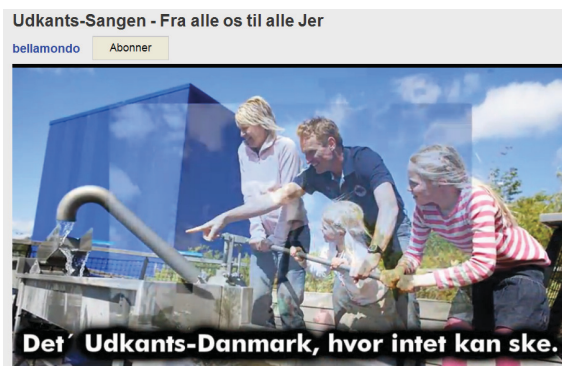 Udkants-Sangen - Fra alle os til alle Jer
bellamondo Abonner
Det´ Udkants-Danmark, hvor intet kan ske.